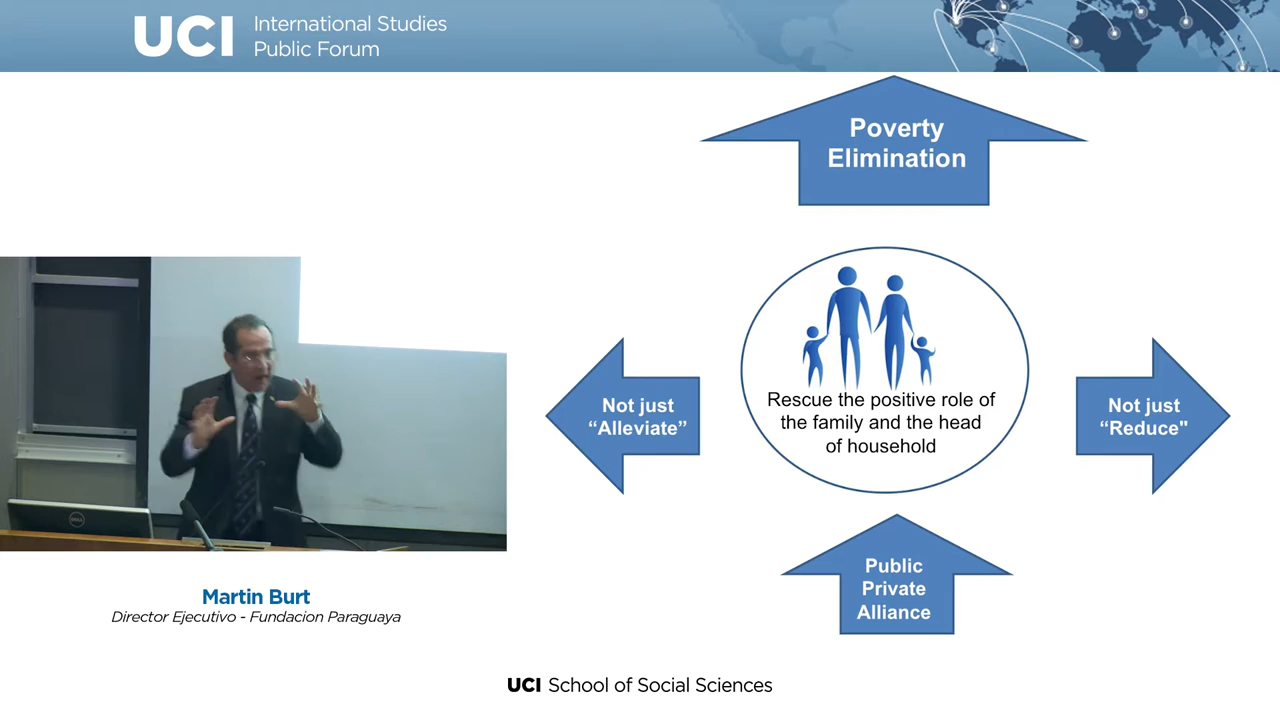 UCI
International Studies
Public Forum
Poverty
Elimination
Not just
“Alleviate”
Rescue the positive role of
the family and the head
of household
Not just
“Reduce"
Public
Private
Alliance
DELL
Martin Burt
Director Ejecutivo - Fundacion Paraguaya
UCI School of Social Sciences